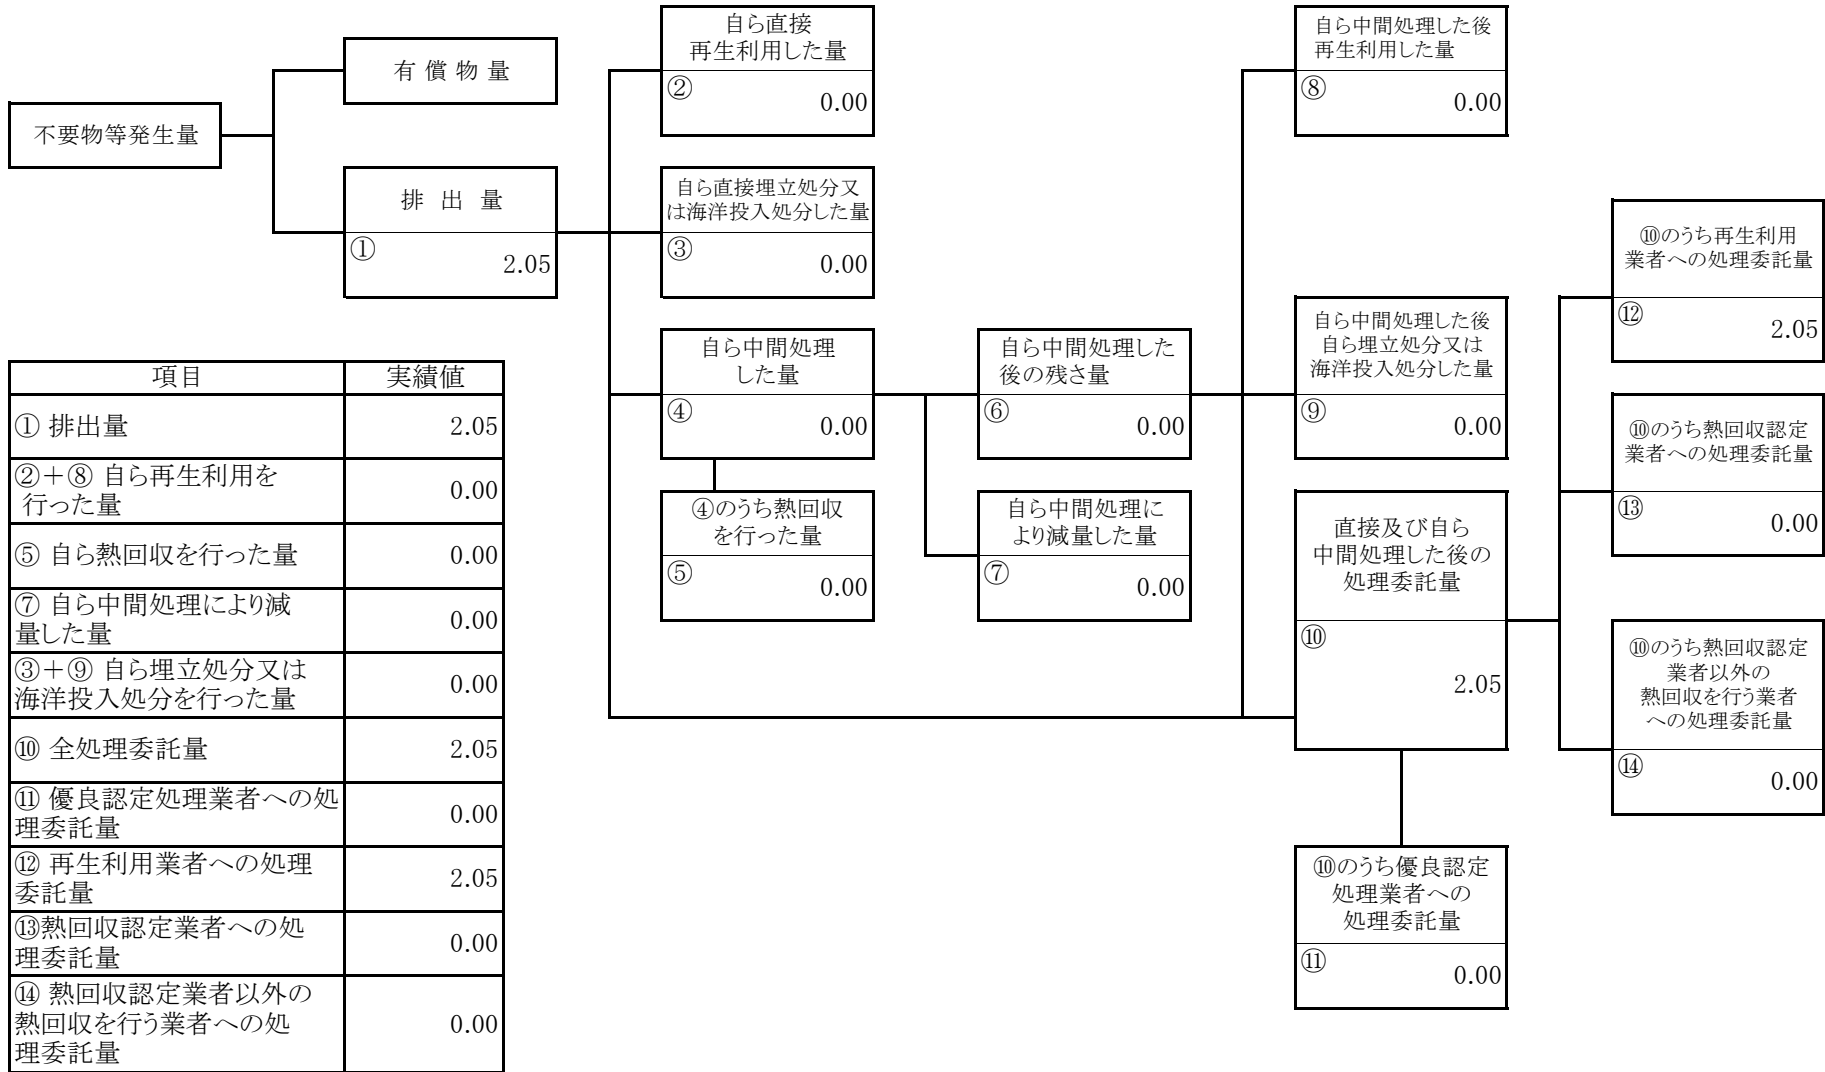 不要物等発生量
有償物量
排出量
①
2.05
自ら直接
再生利用した量
②
0.00
自ら直接埋立処分又
は海洋投入処分した量
③
0.00
自ら中間処理
した量
④
0.00
④のうち熱回収
を行った量
⑤
0.00
自ら中間処理した
後の残さ量
⑥
0.00
自ら中間処理に
より減量した量
⑦
0.00
自ら中間処理した後
再生利用した量
⑧
0.00
自ら中間処理した後
自ら埋立処分又は
海洋投入処分した量
⑨
0.00
直接及び自ら
中間処理した後の
処理委託量
⑩
2.05
⑩のうち優良認定
処理業者への
処理委託量
⑪
0.00
⑩のうち再生利用
業者への処理委託量
⑫
2.05
⑩のうち熱回収認定
業者への処理委託量
⑬
0.00
⑩のうち熱回収認定
業者以外の
熱回収を行う業者
への処理委託量
⑭
0.00
項目 実績値
① 排出量 2.05
②+⑧ 自ら再生利用を
行った量 0.00
⑤ 自ら熱回収を行った量 0.00
⑦ 自ら中間処理により減
量した量 0.00
③+⑨ 自ら埋立処分又は
海洋投入処分を行った量 0.00
⑩ 全処理委託量 2.05
⑪ 優良認定処理業者への処
理委託量 0.00
⑫ 再生利用業者への処理
委託量 2.05
⑬熱回収認定業者への処
理委託量 0.00
⑭ 熱回収認定業者以外の
熱回収を行う業者への処
理委託量 0.00